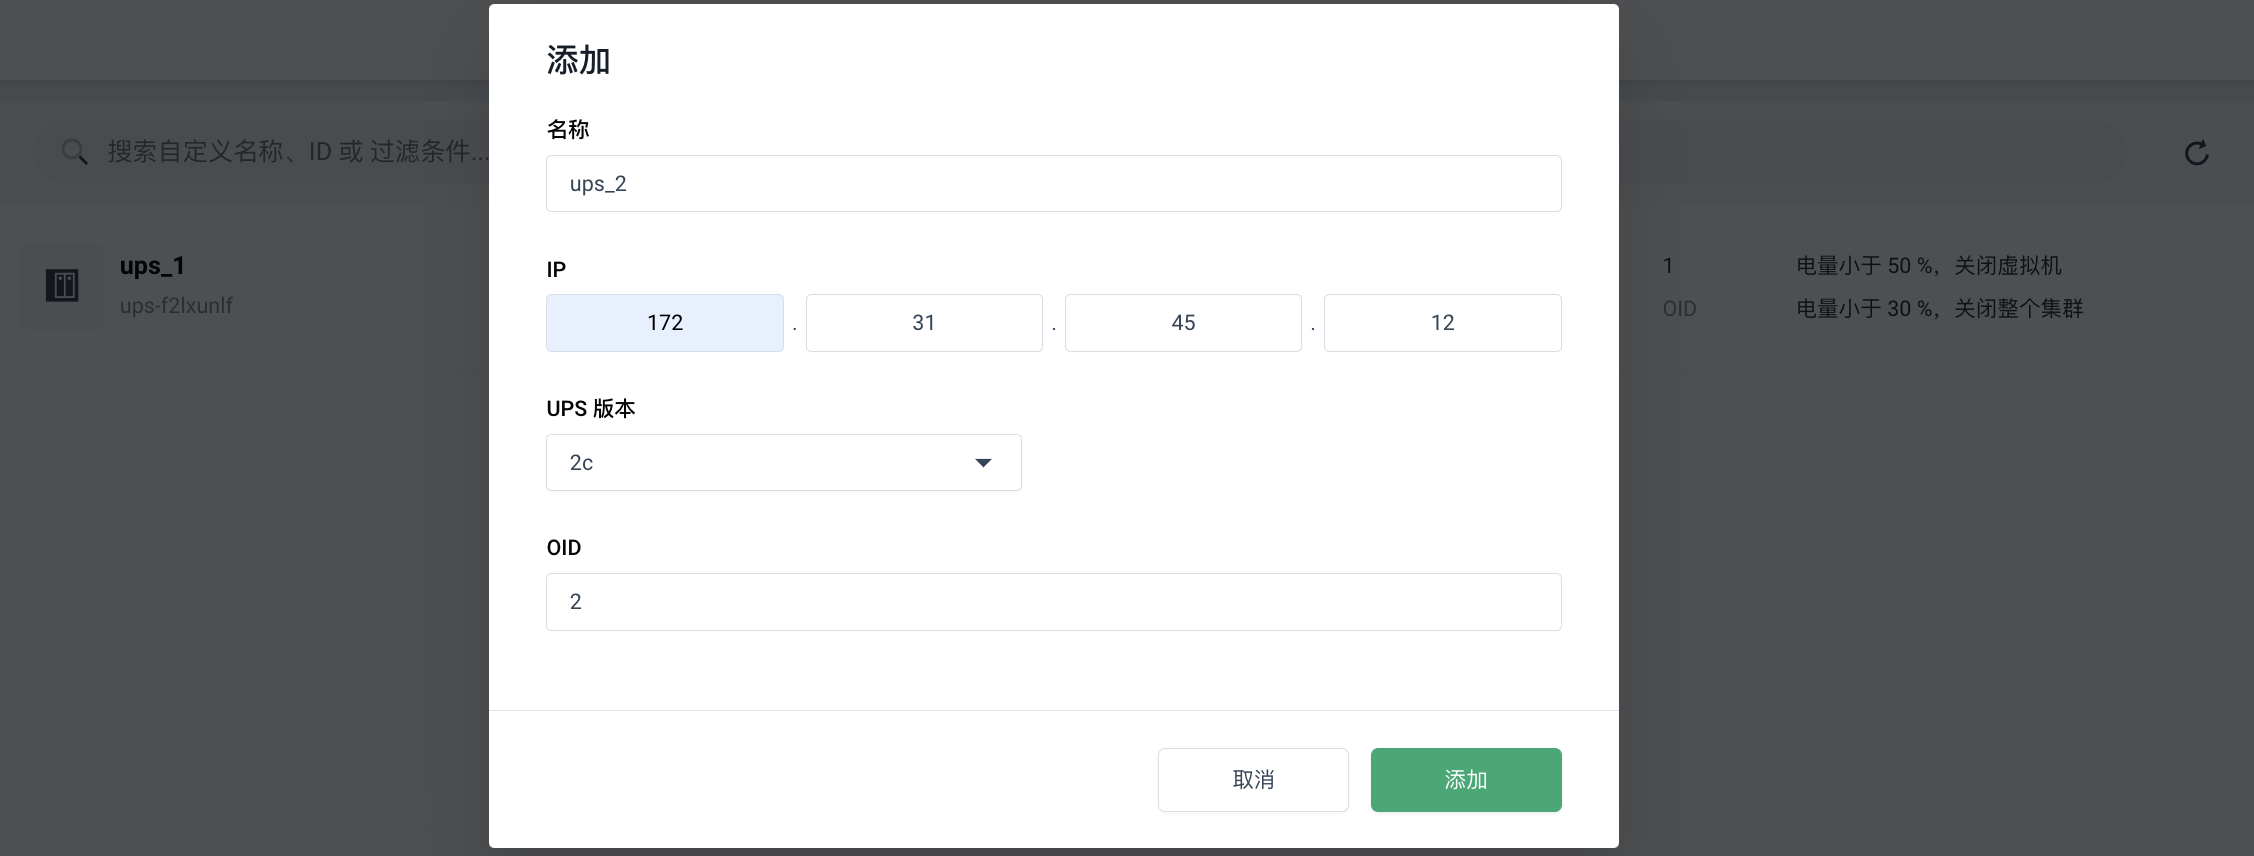 添加
名称
ups_2
IP
172 . 31 . 45 . 12
UPS 版本
2c
OID
2
取消
添加
搜索自定义名称、ID 或 过滤条件...
ups_1
ups-f2lxunlf
1
OID
电量小于 50 %，关闭虚拟机
电量小于 30 %，关闭整个集群